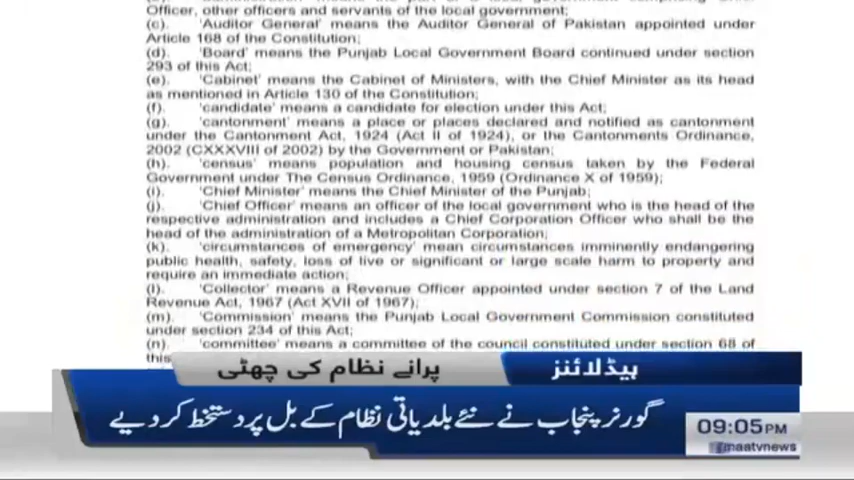 Officer, other officers and servants of the local government;
(c). 'Auditor General' means the Auditor General of Pakistan appointed under
Article 168 of the Constitution;
(d). 'Board' means the Punjab Local Government Board continued under section
293 of this Act;
(e). 'Cabinet' means the Cabinet of Ministers, with the Chief Minister as its head
as mentioned in Article 130 of the Constitution;
(f). 'candidate' means a candidate for election under this Act;
(g). 'cantonment' means a place or places declared and notified as cantonment
under the Cantonment Act, 1924 (Act II of 1924), or the Cantonments Ordinance,
2002 (CXXXVIII of 2002) by the Government or Pakistan;
(h). 'census' means population and housing census taken by the Federal
Government under The Census Ordinance, 1959 (Ordinance X of 1959);
(i). 'Chief Minister' means the Chief Minister of the Punjab;
(j). 'Chief Officer' means an officer of the local government who is the head of the
respective administration and includes a Chief Corporation Officer who shall be the
head of the administration of a Metropolitan Corporation;
(k). 'circumstances of emergency' mean circumstances imminently endangering
public health, safety, loss of live or significant or large scale harm to property and
require an immediate action;
(l). 'Collector' means a Revenue Officer appointed under section 7 of the Land
Revenue Act, 1967 (Act XVII of 1967);
(m). 'Commission' means the Punjab Local Government Commission constituted
under section 234 of this Act;
(n). 'committee' means a committee of the council constituted under section 68 of
this
ہیڈلائنز
پرانے نظام کی چھٹی
گورنر پنجاب نے نئے بلدیاتی نظام کے بل پر دستخط کر دیے
09:05PM
maatvnews